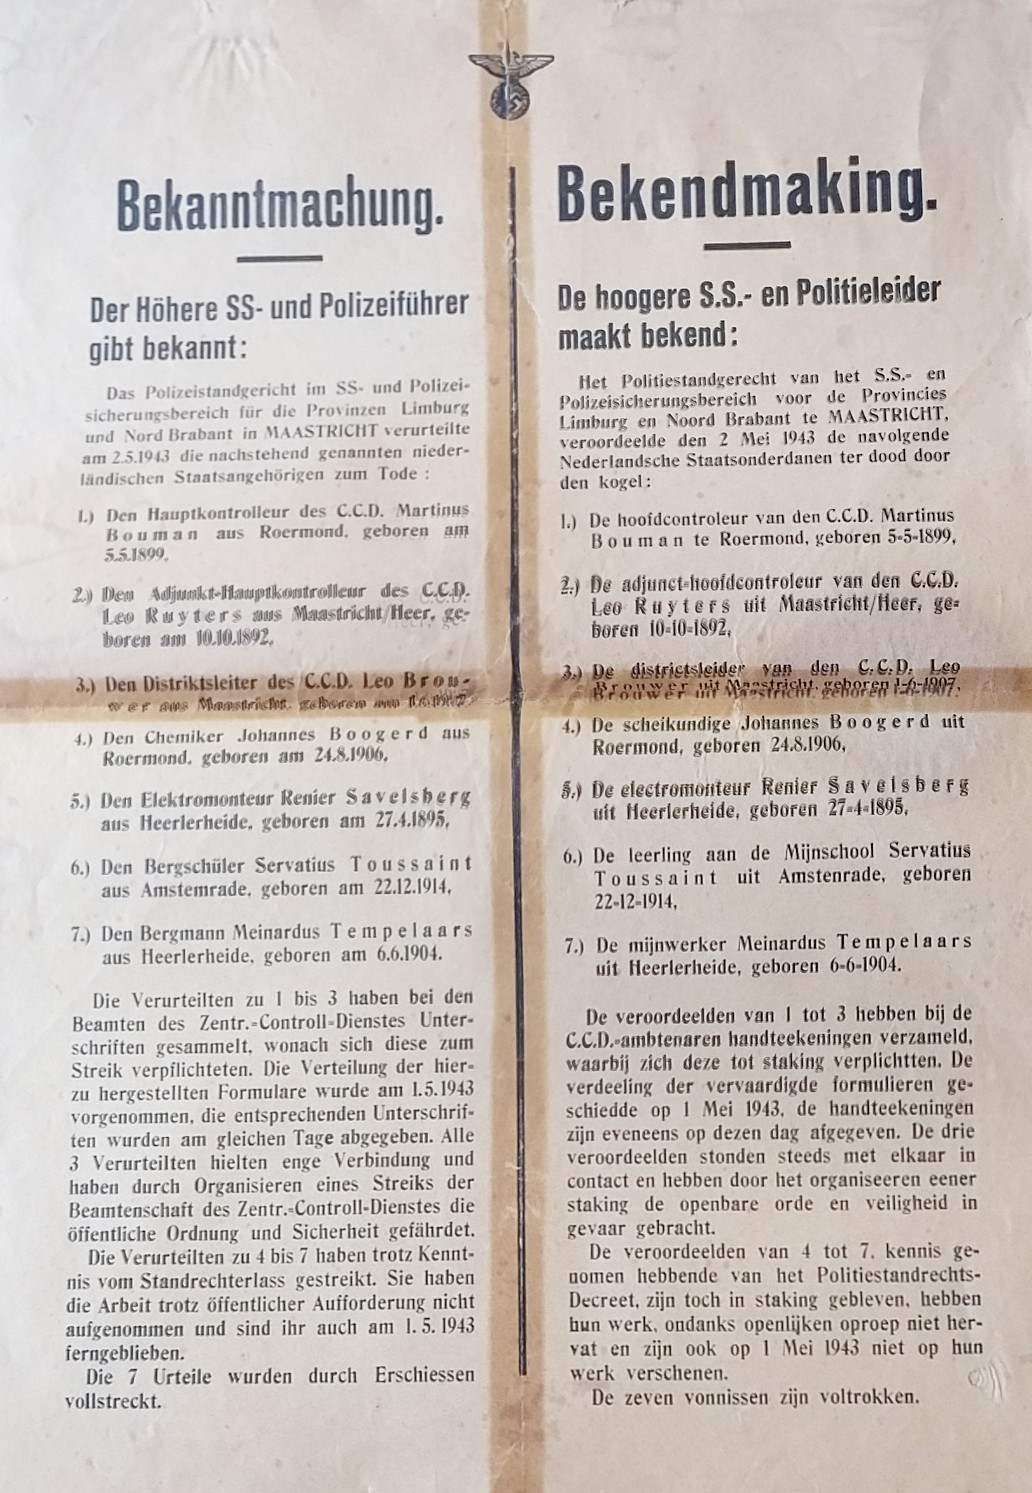 Bekanntmachung.
Der Höhere SS- und Polizeiführer
gibt bekannt:
Das Polizeistandgericht im SS- und Polizei-
sicherungsbereich für die Provinzen Limburg
und Nord Brabant in MAASTRICHT verurteilte
am 2.5.1943 die nachstehend genannten nieder-
ländischen Staatsangehörigen zum Tode :
1.) Den Hauptkontrolleur des C.C.D. Martinus
Bouman aus Roermond, geboren am
5.5.1899,
2.) Den Adjunkt-Hauptkontrolleur des C.C.D.
Leo Ruyters aus Maastricht/Heer, ge-
boren am 10.10.1892,
3.) Den Distriktsleiter des C.C.D. Leo Brou-
wer aus Maastricht, geboren am 1.6.1907,
4.) Den Chemiker Johannes Boogerd aus
Roermond, geboren am 24.8.1906,
5.) Den Elektromonteur Renier Savelsberg
aus Heerlerheide, geboren am 27.4.1895,
6.) Den Bergschüler Servatius Toussaint
aus Amstemrade, geboren am 22.12.1914,
7.) Den Bergmann Meinardus Tempelaars
aus Heerlerheide, geboren am 6.6.1904.
Die Verurteilten zu 1 bis 3 haben bei den
Beamten des Zentr.-Controll-Dienstes Unter-
schriften gesammelt, wonach sich diese zum
Streik verpflichteten. Die Verteilung der hier-
zu hergestellten Formulare wurde am 1.5.1943
vorgenommen, die entsprechenden Unterschrif-
ten wurden am gleichen Tage abgegeben. Alle
3 Verurteilten hielten enge Verbindung und
haben durch Organisieren eines Streiks der
Beamtenschaft des Zentr.-Controll-Dienstes die
öffentliche Ordnung und Sicherheit gefährdet.
Die Verurteilten zu 4 bis 7 haben trotz Kennt-
nis vom Standrechterlass gestreikt. Sie haben
die Arbeit trotz öffentlicher Aufforderung nicht
aufgenommen und sind ihr auch am 1. 5. 1943
ferngeblieben.
Die 7 Urteile wurden durch Erschiessen
vollstreckt.
Bekendmaking.
De hoogere S.S.- en Politieleider
maakt bekend:
Het Politiestandgerecht van het S.S.- en
Polizeisicherungsbereich voor de Provincies
Limburg en Noord Brabant te MAASTRICHT,
veroordeelde den 2 Mei 1943 de navolgende
Nederlandsche Staatsonderdanen ter dood door
den kogel:
1.) De hoofdcontroleur van den C.C.D. Martinus
Bouman te Roermond, geboren 5-5-1899,
2.) De adjunct-hoofdcontroleur van den C.C.D.
Leo Ruyters uit Maastricht/Heer, ge-
boren 10-10-1892,
3.) De districtsleider van den C.C.D. Leo
Brouwer uit Maastricht, geboren 1-6-1907,
4.) De scheikundige Johannes Boogerd uit
Roermond, geboren 24.8.1906,
5.) De electromonteur Renier Savelsberg
uit Heerlerheide, geboren 27-4-1895,
6.) De leerling aan de Mijnschool Servatius
Toussaint uit Amstenrade, geboren
22-12-1914,
7.) De mijnwerker Meinardus Tempelaars
uit Heerlerheide, geboren 6-6-1904.
De veroordeelden van 1 tot 3 hebben bij de
C.C.D.-ambtenaren handteekeningen verzameld,
waarbij zich deze tot staking verplichtten. De
verdeeling der vervaardigde formulieren ge-
schiedde op 1 Mei 1943, de handteekeningen
zijn eveneens op dezen dag afgegeven. De drie
veroordeelden stonden steeds met elkaar in
contact en hebben door het organiseeren eener
staking de openbare orde en veiligheid in
gevaar gebracht.
De veroordeelden van 4 tot 7, kennis ge-
nomen hebbende van het Politiestandrechts-
Decreet, zijn toch in staking gebleven, hebben
hun werk, ondanks openlijken oproep niet her-
vat en zijn ook op 1 Mei 1943 niet op hun
werk verschenen.
De zeven vonnissen zijn voltrokken.